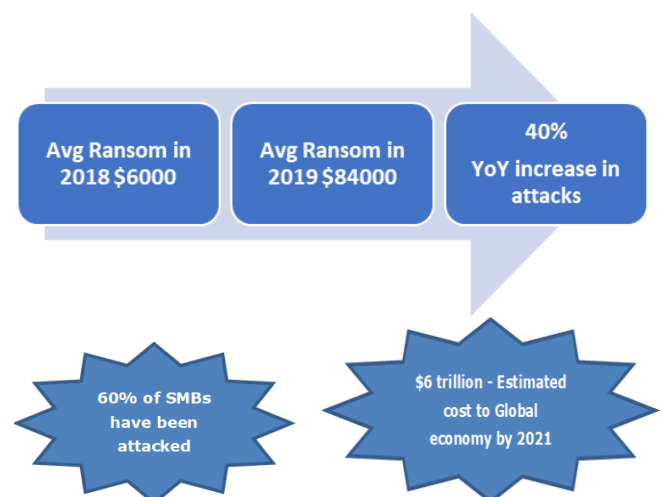 Avg Ransom in
2018 $6000
Avg Ransom in
2019 $84000
40%
YoY increase in
attacks
60% of SMBs
have been
attacked
$6 trillion - Estimated
cost to Global
economy by 2021